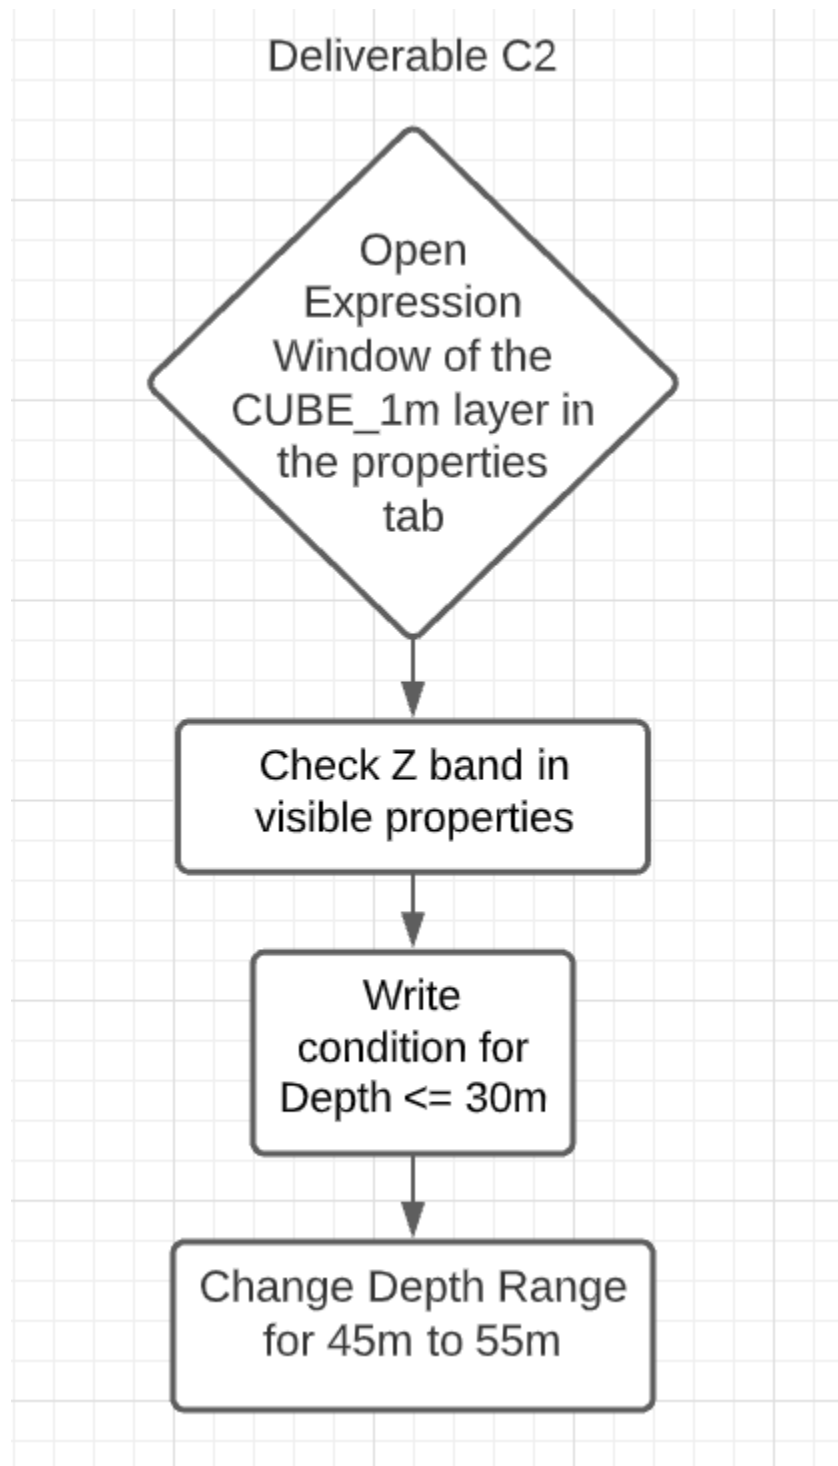 Deliverable C2
Open
Expression
Window of the
CUBE_1m layer in
the properties
tab
Check Z band in
visible properties
Write
condition for
Depth <= 30m
Change Depth Range
for 45m to 55m